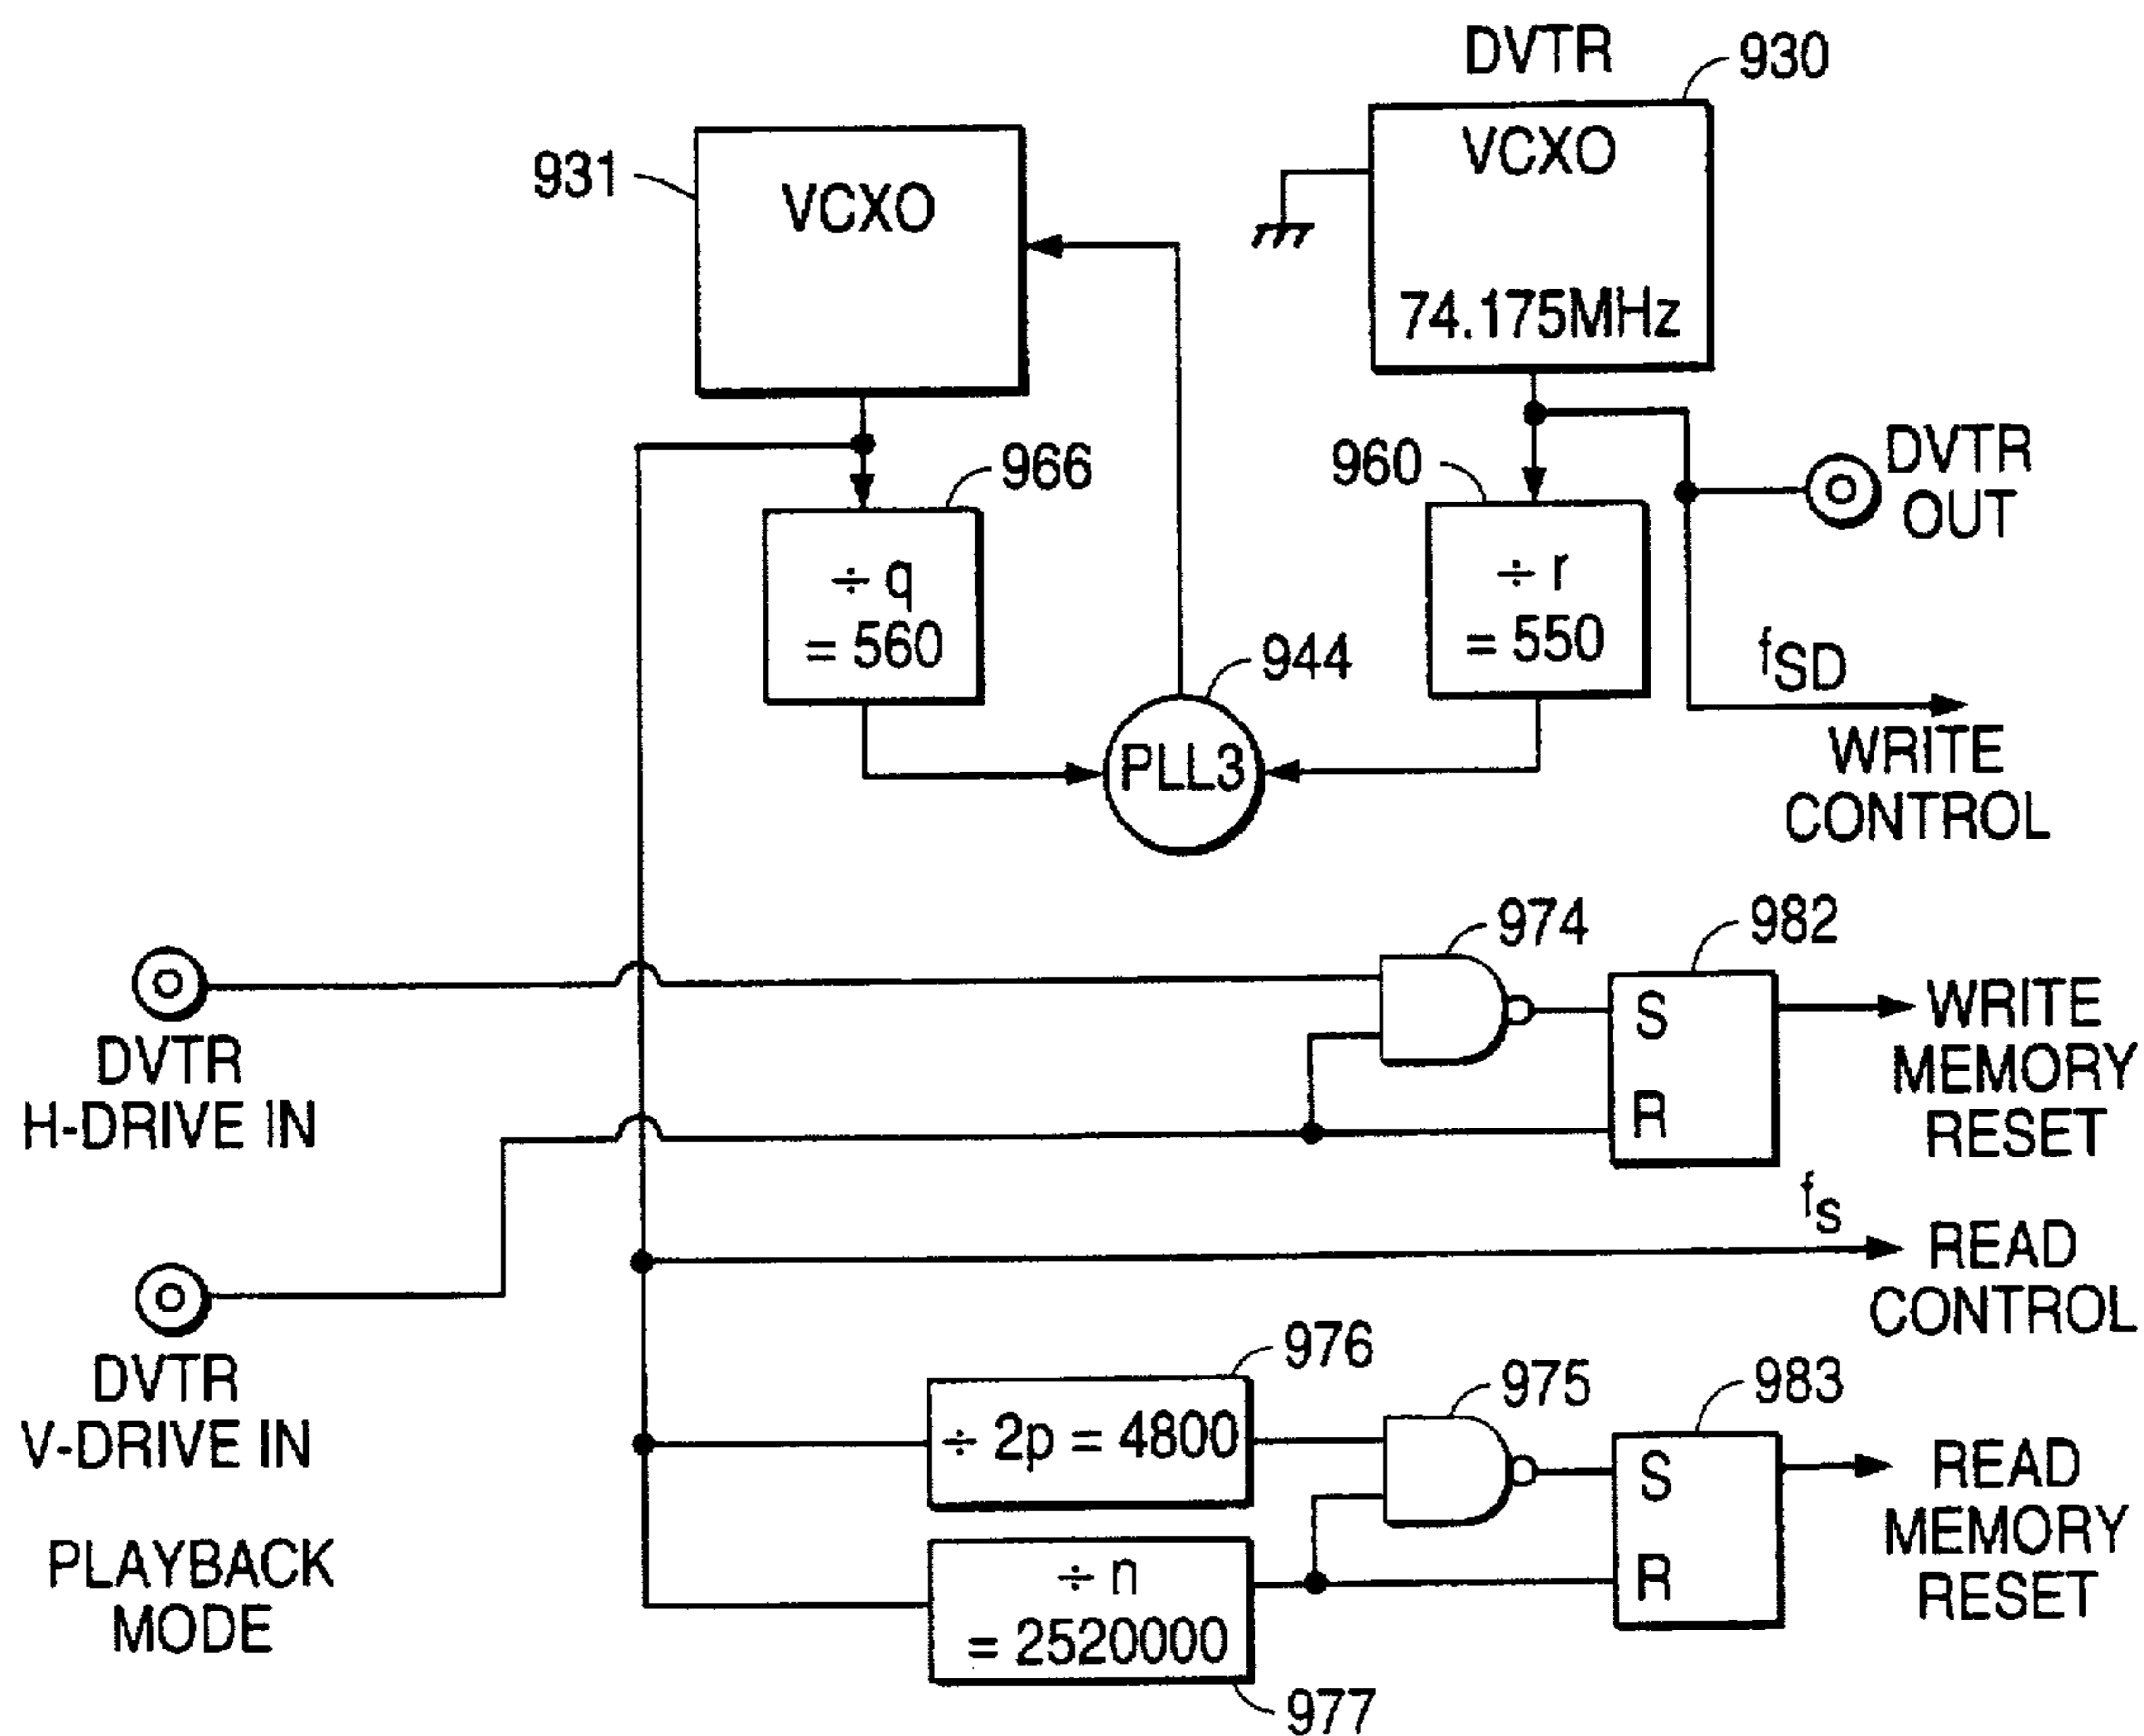 DVTR
930
VCXO
74.175MHz
931
VCXO
966
÷ q
= 560
960
÷ r
= 550
DVTR
OUT
944
PLL3
fSD
WRITE
CONTROL
974
982
S
R
WRITE
MEMORY
RESET
DVTR
H-DRIVE IN
fS
READ
CONTROL
DVTR
V-DRIVE IN
976
÷ 2p = 4800
975
983
S
R
READ
MEMORY
RESET
÷ n
= 2520000
977
PLAYBACK
MODE